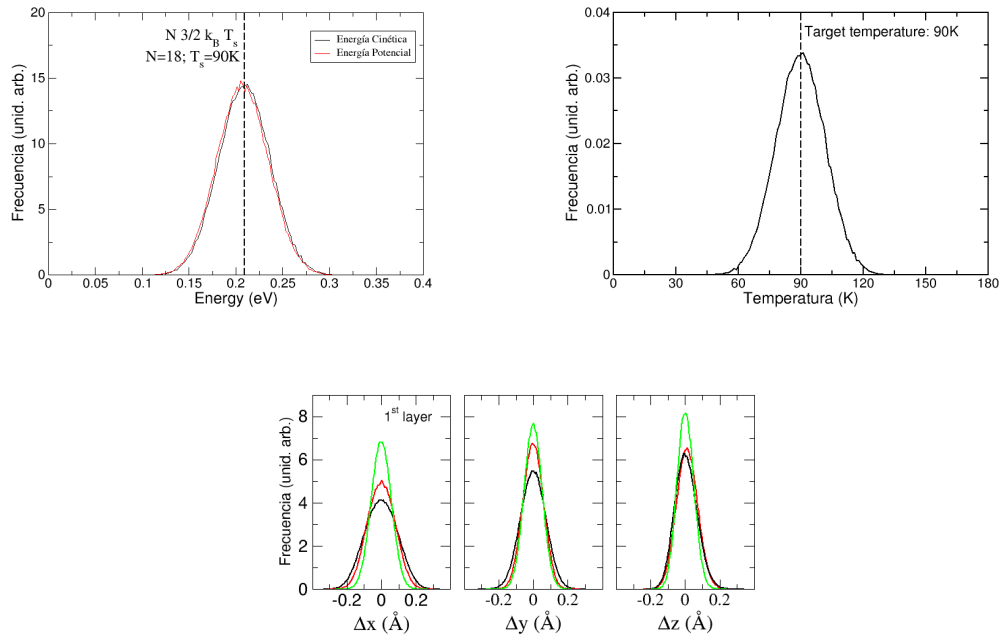 20
15
10
5
0
Frecuencia (unid. arb.)
N 3/2 k_B T_s
N=18; T_s=90K
Energía Cinética
Energía Potencial
0 0.05 0.1 0.15 0.2 0.25 0.3 0.35 0.4
Energy (eV)
0.04
0.03
0.02
0.01
0
Frecuencia (unid. arb.)
Target temperature: 90K
0 30 60 90 120 150 180
Temperatura (K)
8
6
4
2
0
Frecuencia (unid. arb.)
1st layer
-0.2 0 0.2
Δx (Å)
-0.2 0 0.2
Δy (Å)
-0.2 0 0.2
Δz (Å)